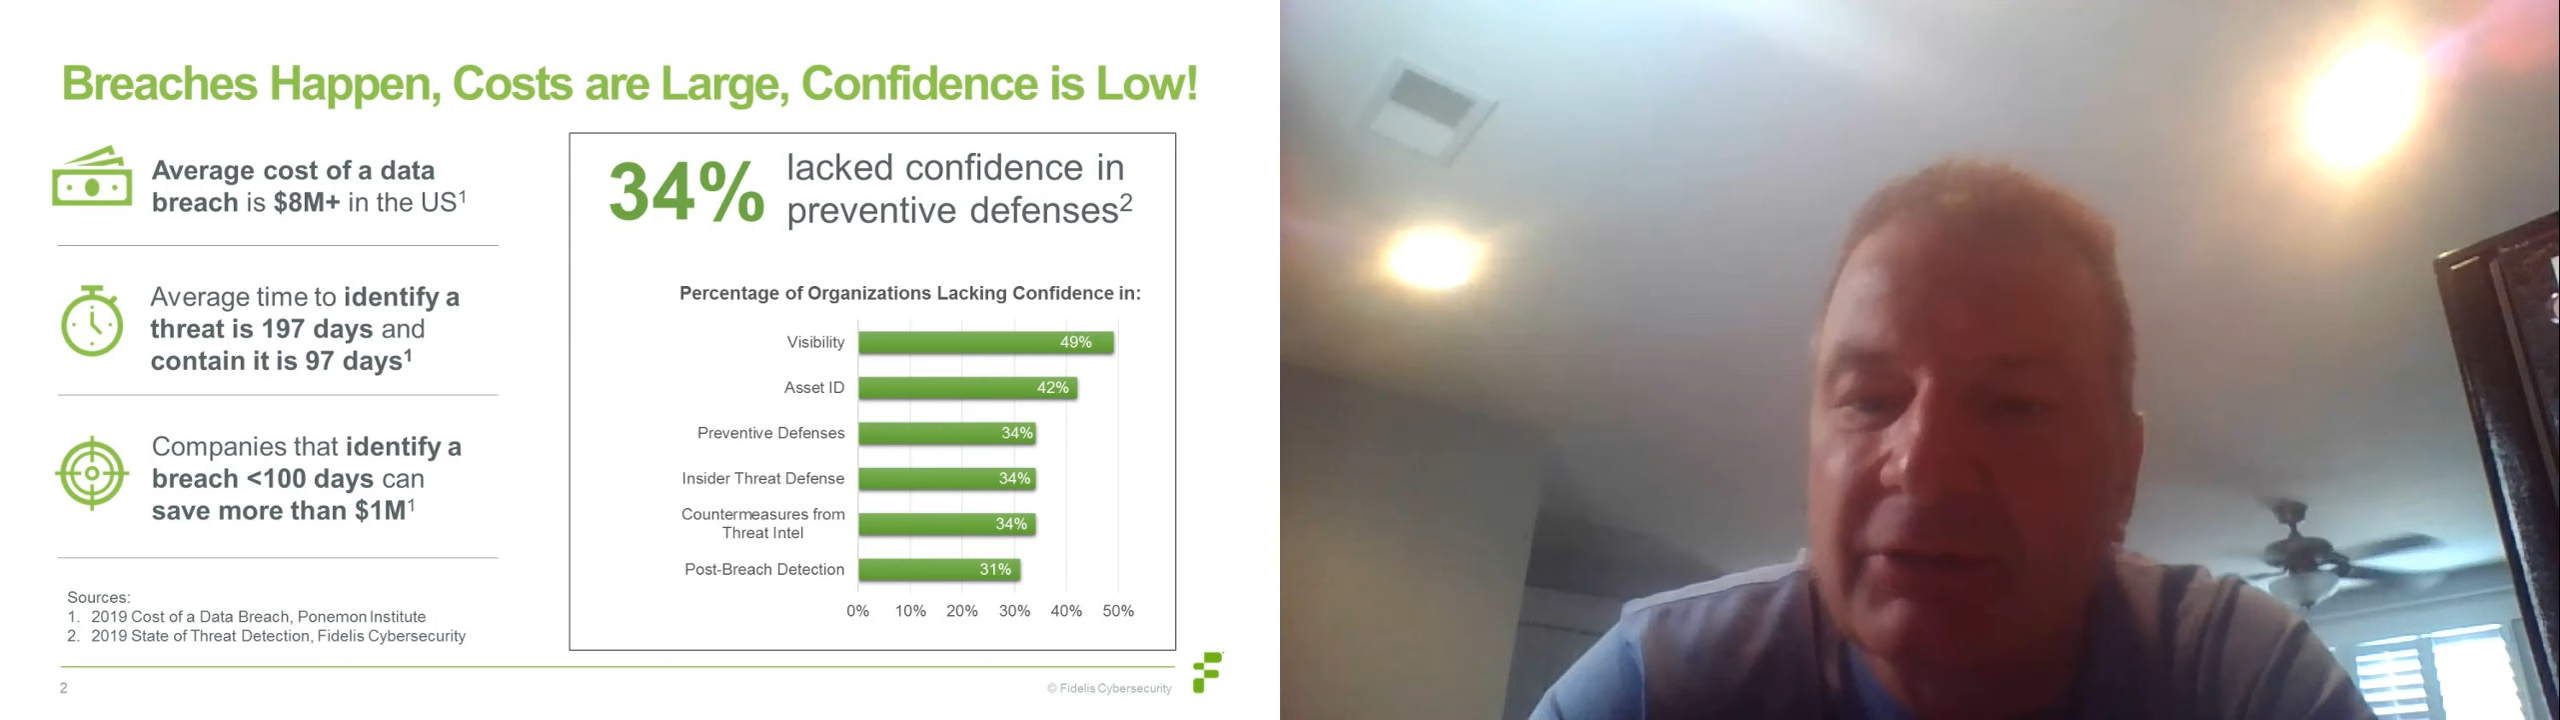 Breaches Happen, Costs are Large, Confidence is Low!
Average cost of a data
breach is $8M+ in the US1
Average time to identify a
threat is 197 days and
contain it is 97 days1
Companies that identify a
breach <100 days can
save more than $1M1
Sources:
1. 2019 Cost of a Data Breach, Ponemon Institute
2. 2019 State of Threat Detection, Fidelis Cybersecurity
34% lacked confidence in
preventive defenses2
Percentage of Organizations Lacking Confidence in:
Visibility 49%
Asset ID 42%
Preventive Defenses 34%
Insider Threat Defense 34%
Countermeasures from
Threat Intel 34%
Post-Breach Detection 31%
0% 10% 20% 30% 40% 50%
2
© Fidelis Cybersecurity